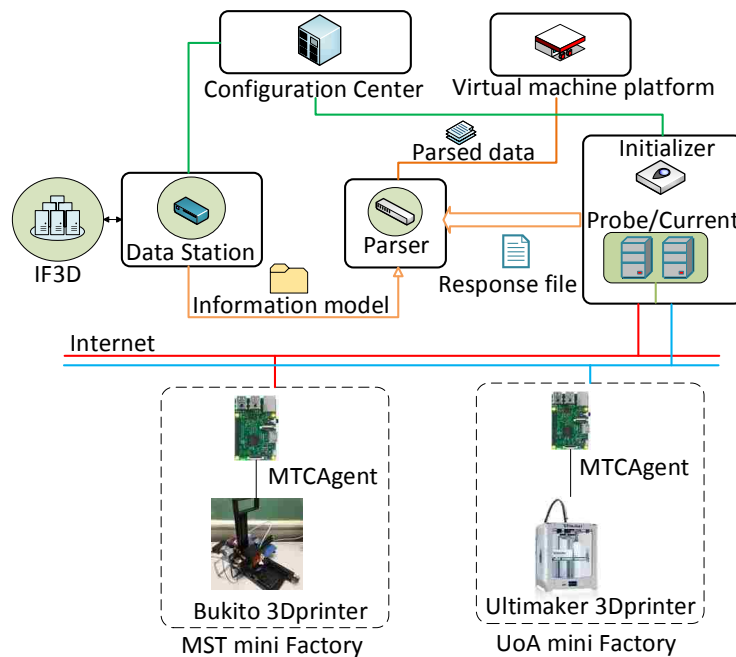 Configuration Center
Virtual machine platform
Parsed data
Initializer
Probe/Current
IF3D
Data Station
Parser
Information model
Response file
Internet
MTCAgent
MTCAgent
Bukito 3Dprinter
Ultimaker 3Dprinter
MST mini Factory
UoA mini Factory